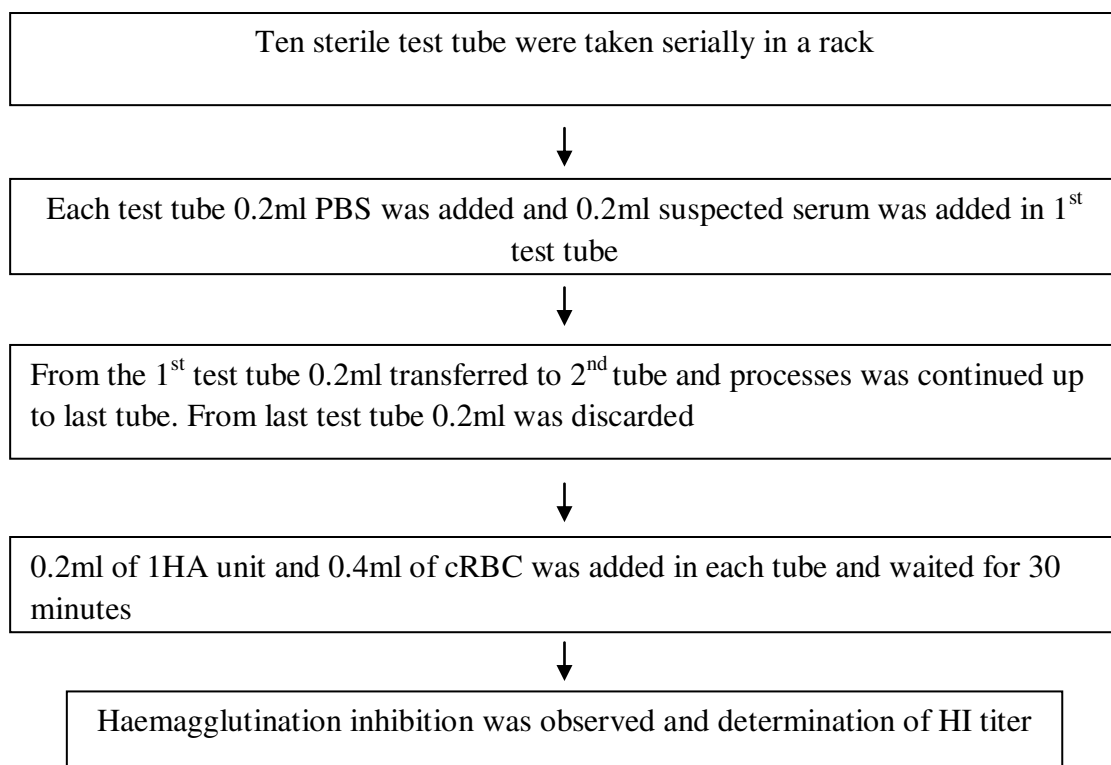 Ten sterile test tube were taken serially in a rack
Each test tube 0.2ml PBS was added and 0.2ml suspected serum was added in 1st
test tube
From the 1st test tube 0.2ml transferred to 2nd tube and processes was continued up
to last tube. From last test tube 0.2ml was discarded
0.2ml of 1HA unit and 0.4ml of cRBC was added in each tube and waited for 30
minutes
Haemagglutination inhibition was observed and determination of HI titer